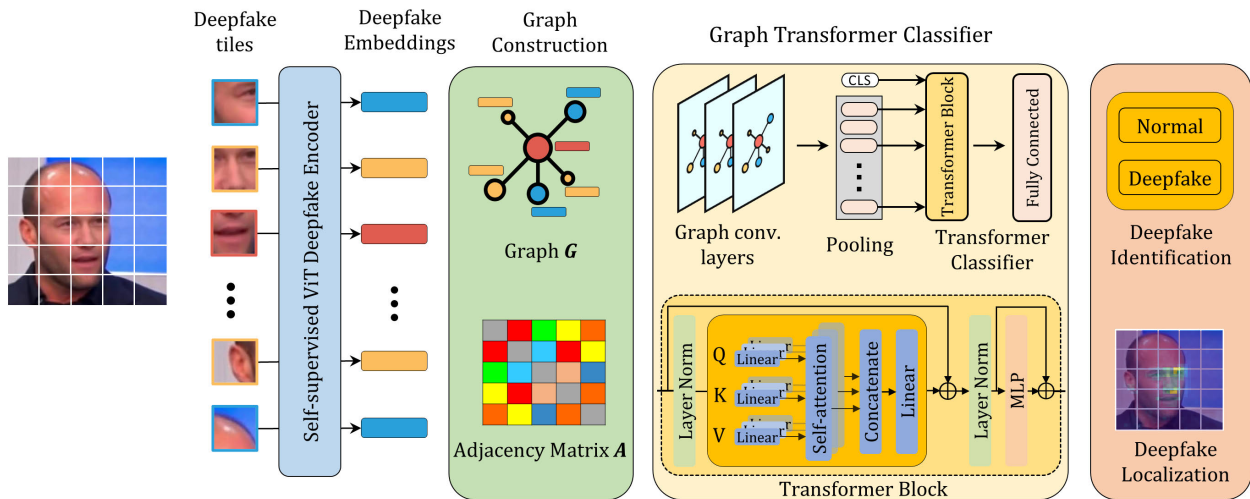 Deepfake
tiles
Deepfake
Embeddings
Graph
Construction
Graph Transformer Classifier
Self-supervised ViT Deepfake Encoder
Graph G
Adjacency Matrix A
CLS
Graph conv.
layers
Pooling
Transformer Block
Fully Connected
Transformer
Classifier
Normal
Deepfake
Deepfake
Identification
Layer Norm
Q
Linear
K
Linear
V
Linear
Self-attention
Concatenate
Linear
Layer Norm
MLP
Transformer Block
Deepfake
Localization